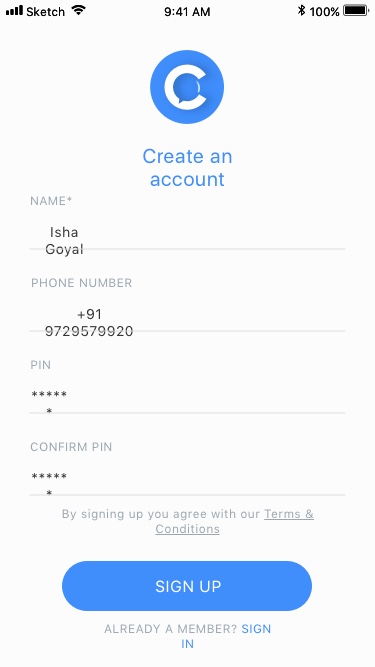 Sketch 9:41 AM 100%
Create an
account
NAME*
Isha
Goyal
PHONE NUMBER
+91
9729579920
PIN
*****
*
CONFIRM PIN
*****
*
By signing up you agree with our Terms &
Conditions
SIGN UP
ALREADY A MEMBER? SIGN
IN